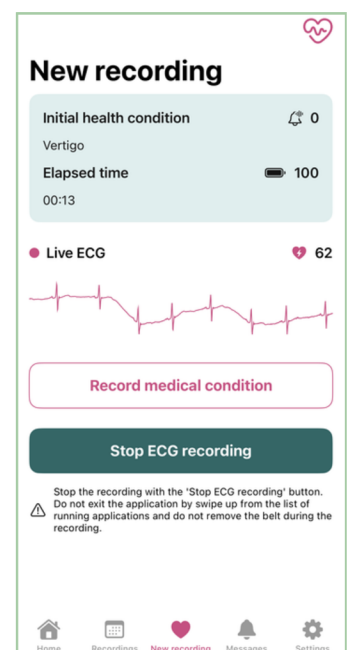 New recording
Initial health condition 0
Vertigo
Elapsed time 100
00:13
Live ECG 62
Record medical condition
Stop ECG recording
Stop the recording with the 'Stop ECG recording' button.
Do not exit the application by swipe up from the list of
running applications and do not remove the belt during the
recording.
Home Recordings New recording Messages Settings